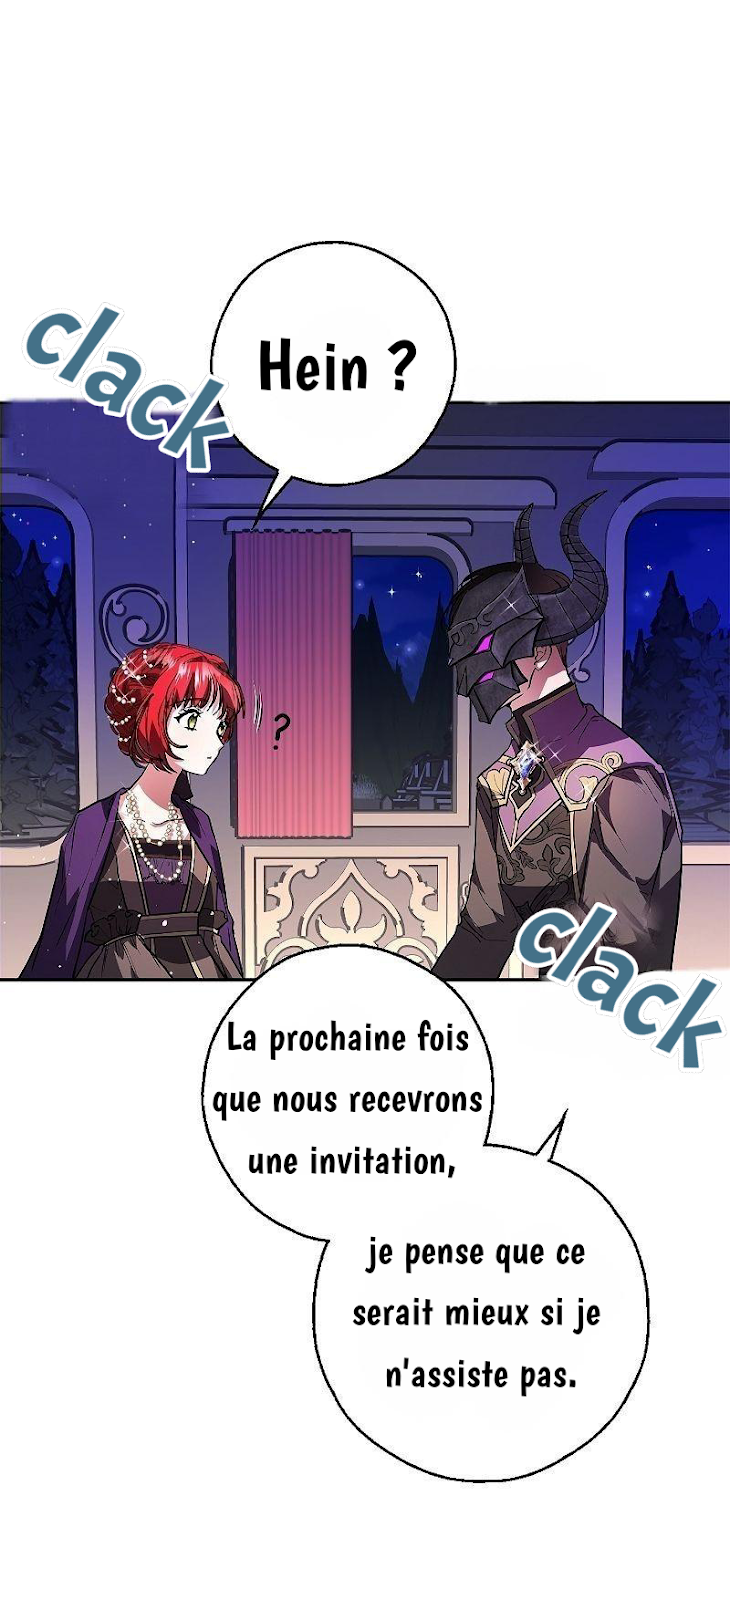 clack
Hein ?
?
clack
La prochaine fois
que nous recevrons
une invitation,
je pense que ce
serait mieux si je
n'assiste pas.